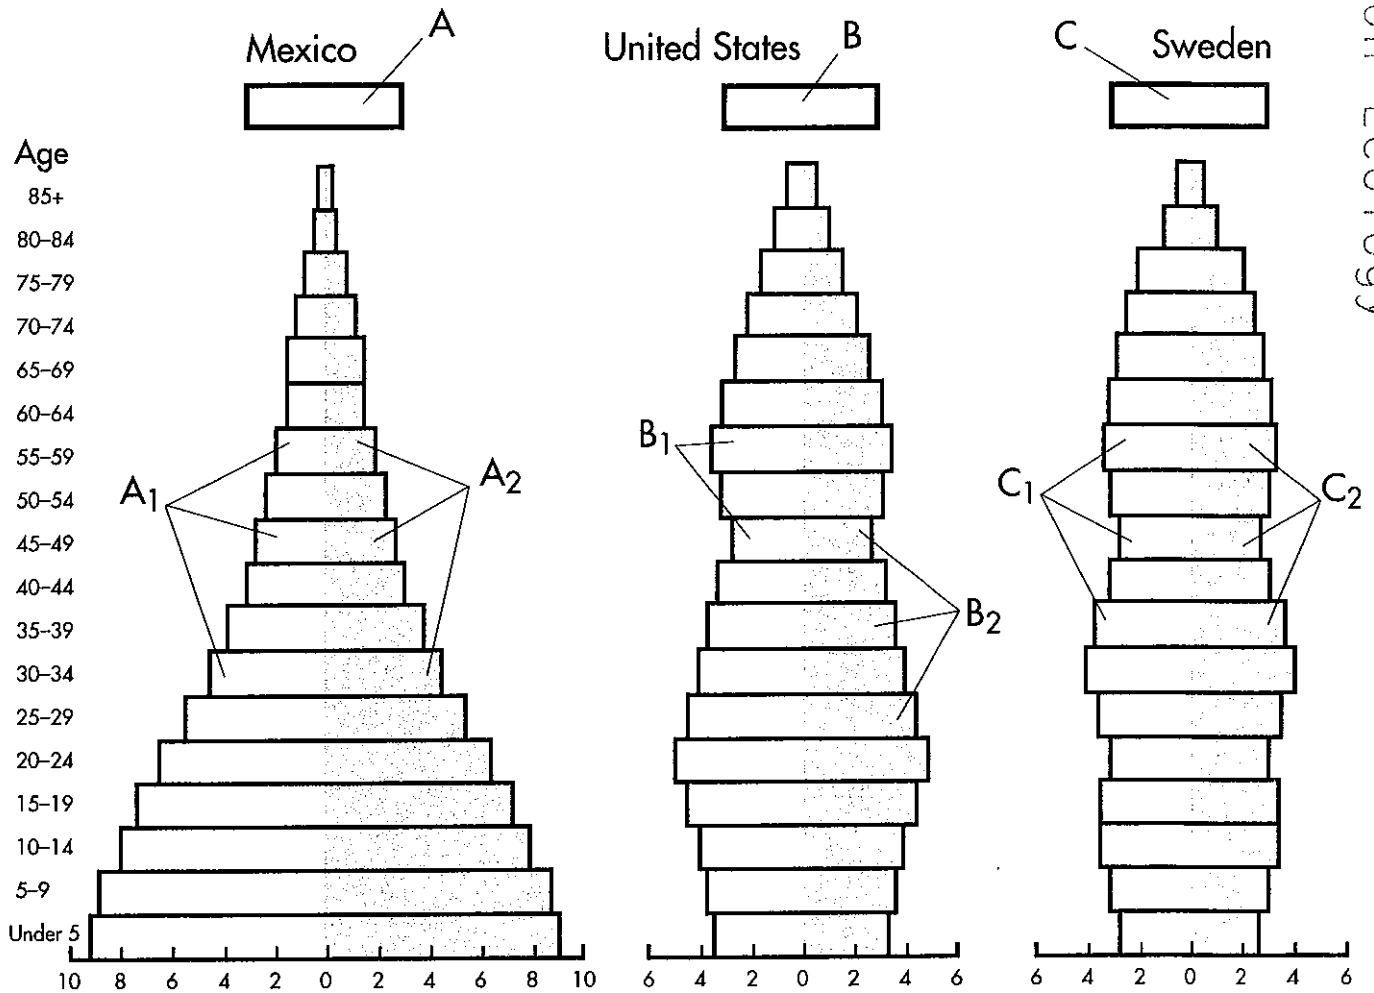 Mexico
A
United States
B
C
Sweden
Age
85+
80–84
75–79
70–74
65–69
60–64
55–59
50–54
45–49
40–44
35–39
30–34
25–29
20–24
15–19
10–14
5–9
Under 5
A1
A2
B1
B2
C1
C2
10 8 6 4 2 0 2 4 6 8 10
6 4 2 0 2 4 6
6 4 2 0 2 4 6
Ecology